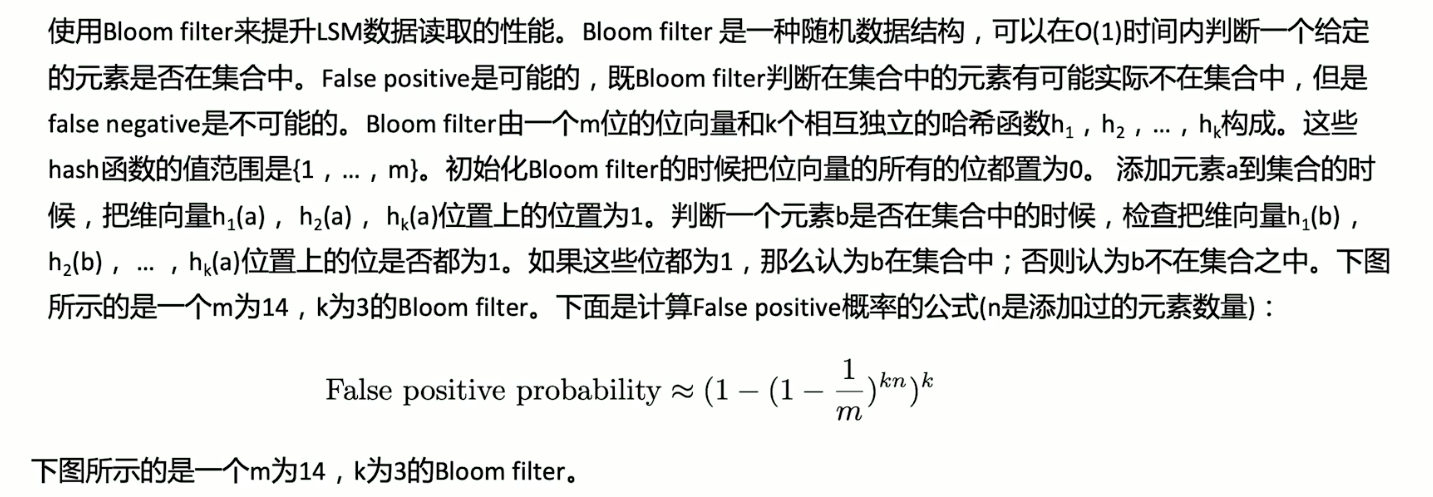 使用Bloom filter来提升LSM数据读取的性能。Bloom filter 是一种随机数据结构，可以在O(1)时间内判断一个给定
的元素是否在集合中。False positive是可能的，既Bloom filter判断在集合中的元素有可能实际不在集合中，但是
false negative是不可能的。Bloom filter由一个m位的位向量和k个相互独立的哈希函数h₁，h₂，…，hₖ构成。这些
hash函数的值范围是{1，…，m}。初始化Bloom filter的时候把位向量的所有的位都置为0。 添加元素a到集合的时
候，把维向量h₁(a)，h₂(a)，hₖ(a)位置上的位置为1。判断一个元素b是否在集合中的时候，检查把维向量h₁(b)，
h₂(b)，…，hₖ(a)位置上的位是否都为1。如果这些位都为1，那么认为b在集合中；否则认为b不在集合之中。下图
所示的是一个m为14，k为3的Bloom filter。下面是计算False positive概率的公式(n是添加过的元素数量)：
False positive probability ≈ (1 − (1 − 1/m)^{kn})^k
下图所示的是一个m为14，k为3的Bloom filter。